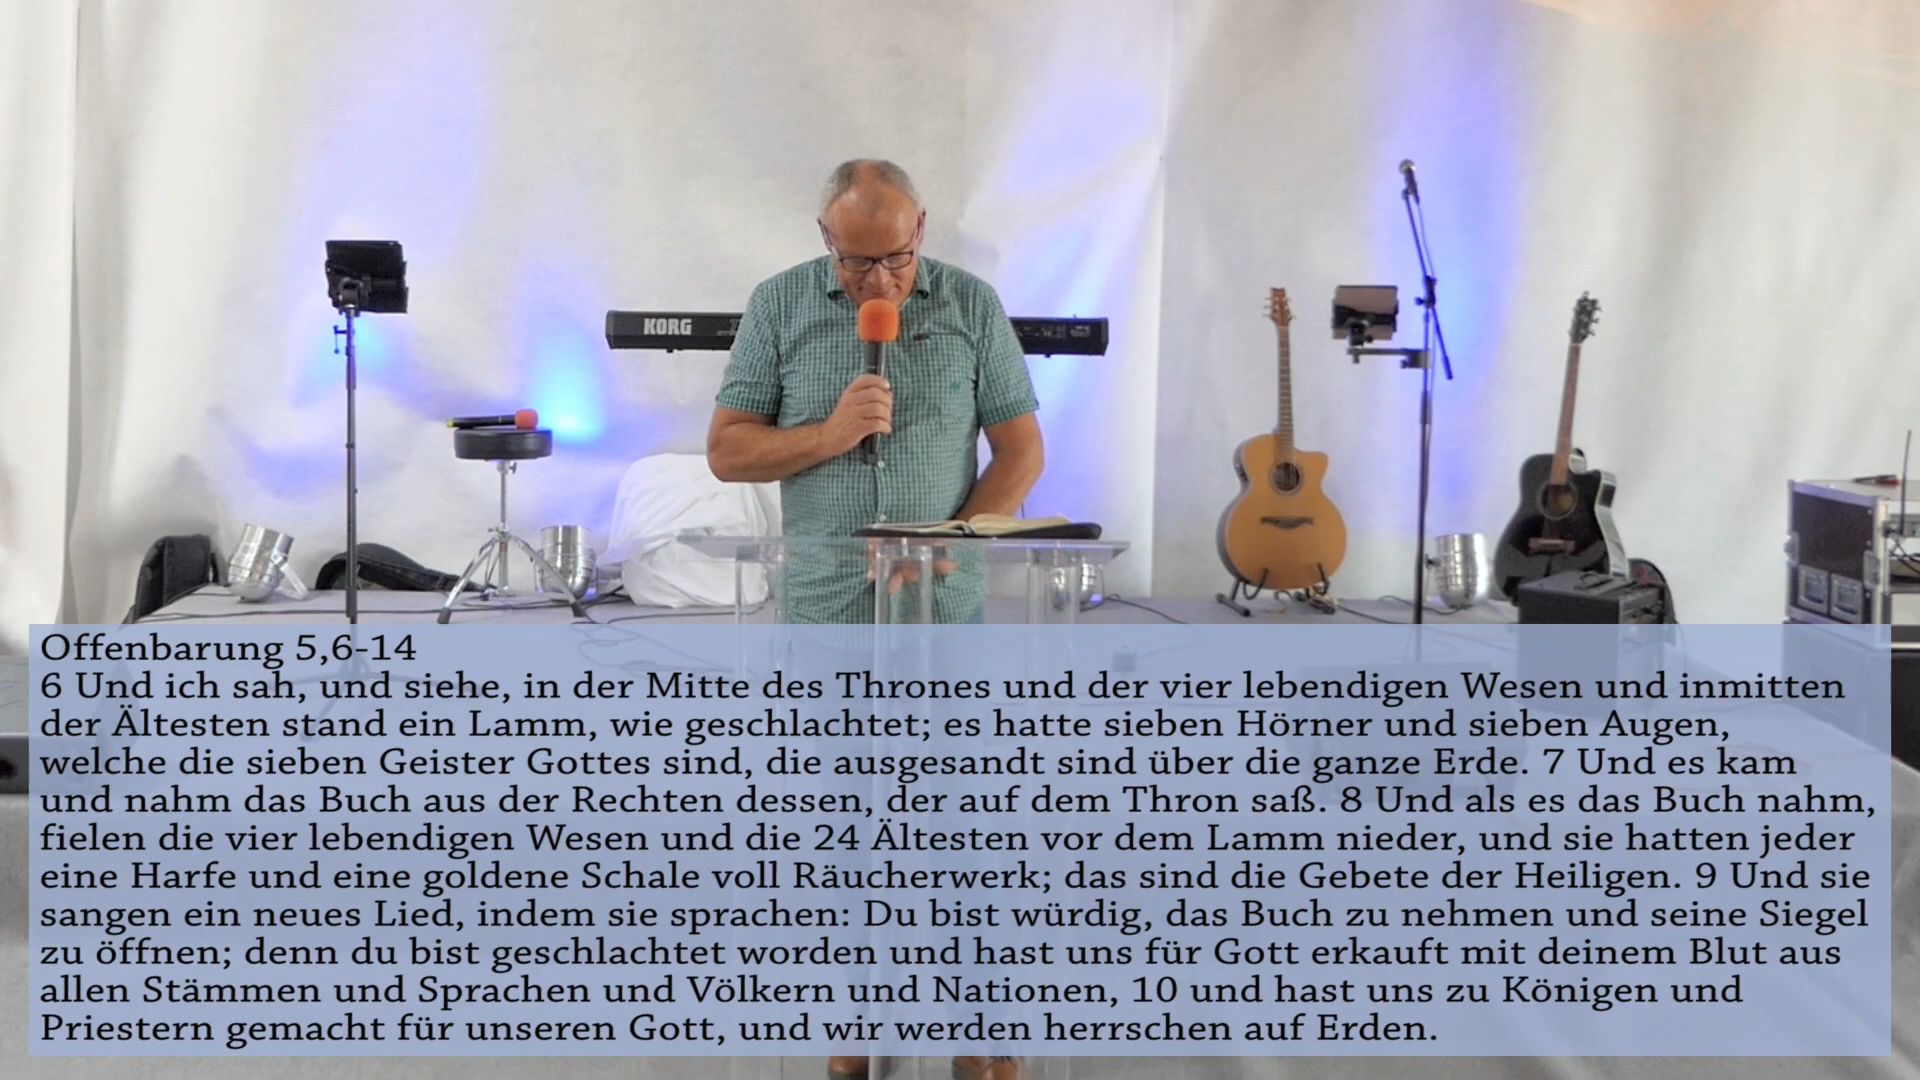 KORG
Offenbarung 5,6-14
6 Und ich sah, und siehe, in der Mitte des Thrones und der vier lebendigen Wesen und inmitten
der Ältesten stand ein Lamm, wie geschlachtet; es hatte sieben Hörner und sieben Augen,
welche die sieben Geister Gottes sind, die ausgesandt sind über die ganze Erde. 7 Und es kam
und nahm das Buch aus der Rechten dessen, der auf dem Thron saß. 8 Und als es das Buch nahm,
fielen die vier lebendigen Wesen und die 24 Ältesten vor dem Lamm nieder, und sie hatten jeder
eine Harfe und eine goldene Schale voll Räucherwerk; das sind die Gebete der Heiligen. 9 Und sie
sangen ein neues Lied, indem sie sprachen: Du bist würdig, das Buch zu nehmen und seine Siegel
zu öffnen; denn du bist geschlachtet worden und hast uns für Gott erkauft mit deinem Blut aus
allen Stämmen und Sprachen und Völkern und Nationen, 10 und hast uns zu Königen und
Priestern gemacht für unseren Gott, und wir werden herrschen auf Erden.